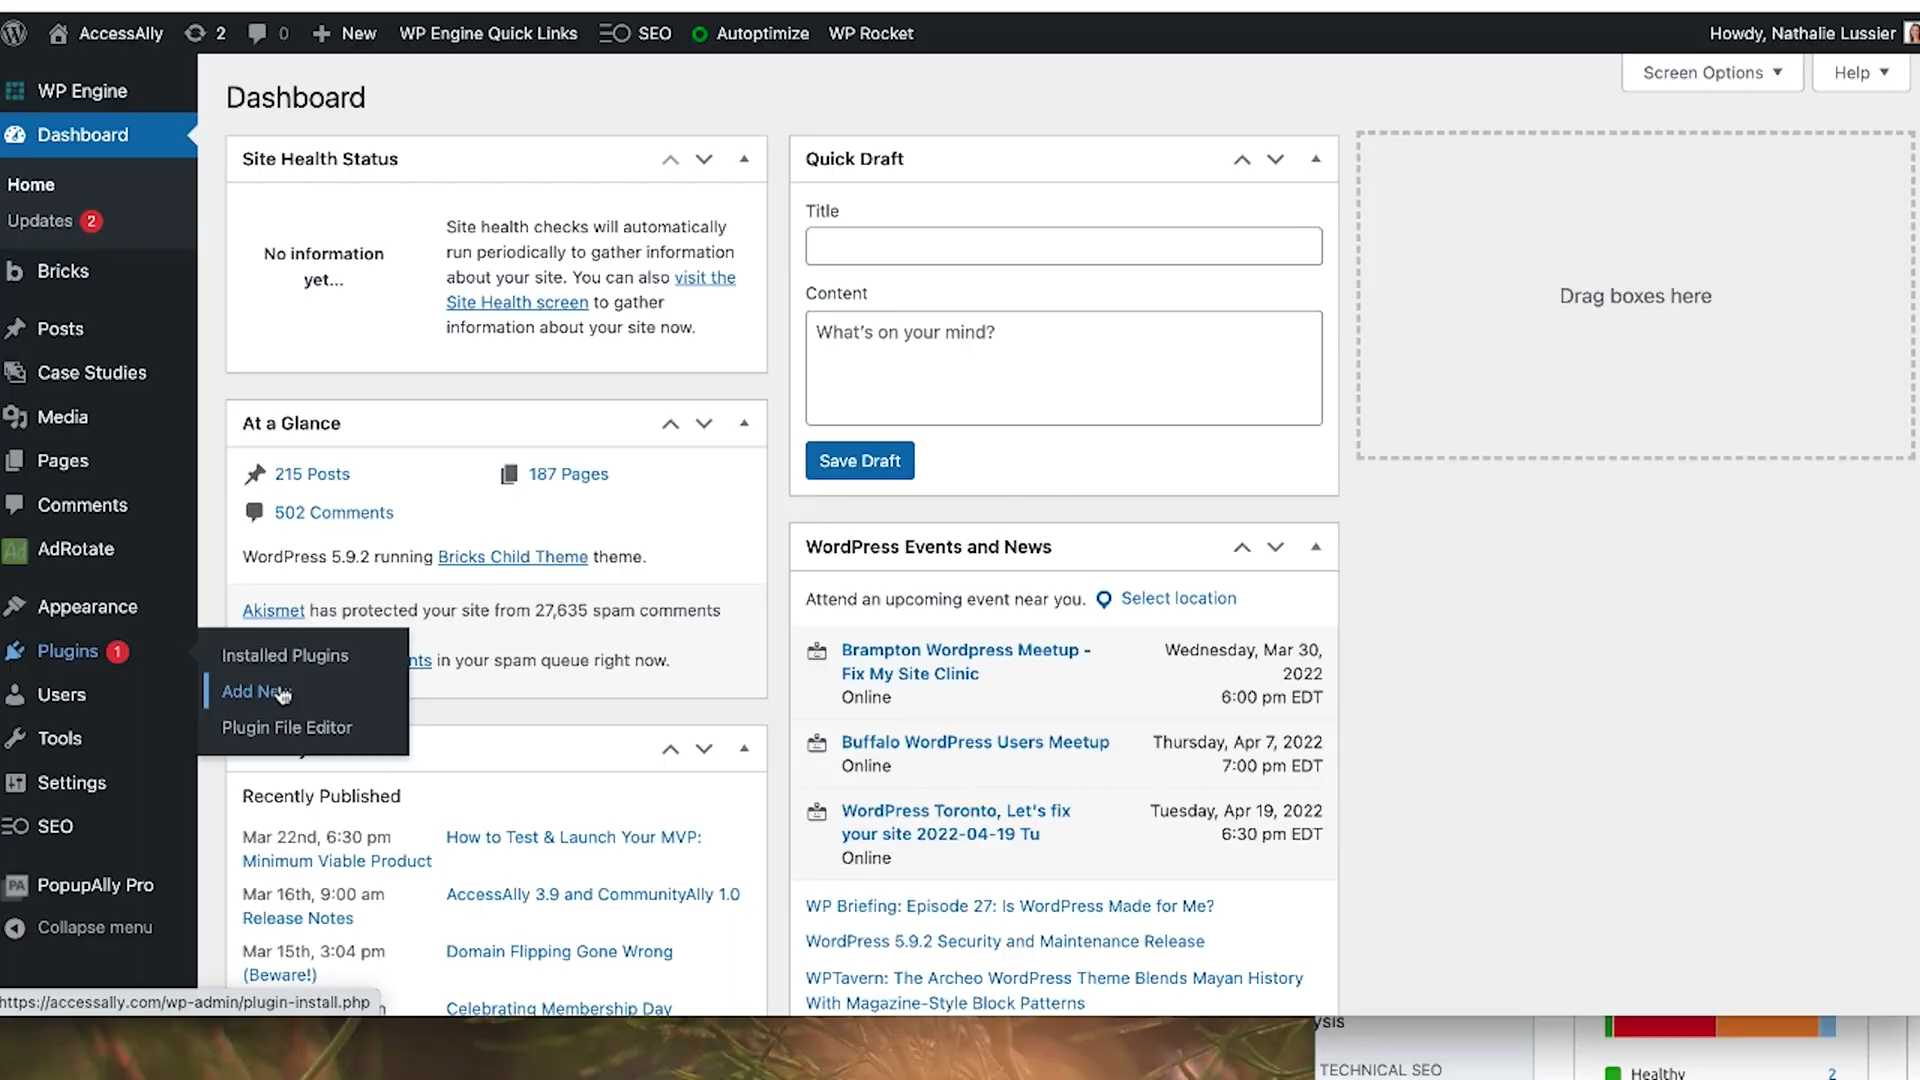 AccessAlly
2
0
New
WP Engine Quick Links
SEO
Autoptimize
WP Rocket
Howdy, Nathalie Lussier
WP Engine
Dashboard
Home
Updates 2
Bricks
Posts
Case Studies
Media
Pages
Comments
AdRotate
Appearance
Plugins 1
Users
Tools
Settings
SEO
PA PopupAlly Pro
Collapse menu
Installed Plugins
Add New
Plugin File Editor
https://accessally.com/wp-admin/plugin-install.php
Screen Options
Help
Dashboard
Site Health Status
No information
yet...
Site health checks will automatically
run periodically to gather information
about your site. You can also visit the
Site Health screen to gather
information about your site now.
At a Glance
215 Posts
187 Pages
502 Comments
WordPress 5.9.2 running Bricks Child Theme theme.
Akismet has protected your site from 27,635 spam comments
nts in your spam queue right now.
Recently Published
Mar 22nd, 6:30 pm How to Test & Launch Your MVP:
Minimum Viable Product
Mar 16th, 9:00 am AccessAlly 3.9 and CommunityAlly 1.0
Release Notes
Mar 15th, 3:04 pm Domain Flipping Gone Wrong
(Beware!)
Celebrating Membership Day
Quick Draft
Title
Content
What's on your mind?
Save Draft
WordPress Events and News
Attend an upcoming event near you. Select location
Brampton Wordpress Meetup - Wednesday, Mar 30,
Fix My Site Clinic 2022
Online 6:00 pm EDT
Buffalo WordPress Users Meetup Thursday, Apr 7, 2022
Online 7:00 pm EDT
WordPress Toronto, Let's fix Tuesday, Apr 19, 2022
your site 2022-04-19 Tu 6:30 pm EDT
Online
WP Briefing: Episode 27: Is WordPress Made for Me?
WordPress 5.9.2 Security and Maintenance Release
WPTavern: The Archeo WordPress Theme Blends Mayan History
With Magazine-Style Block Patterns
Drag boxes here
ysis
TECHNICAL SEO
Healthy 2